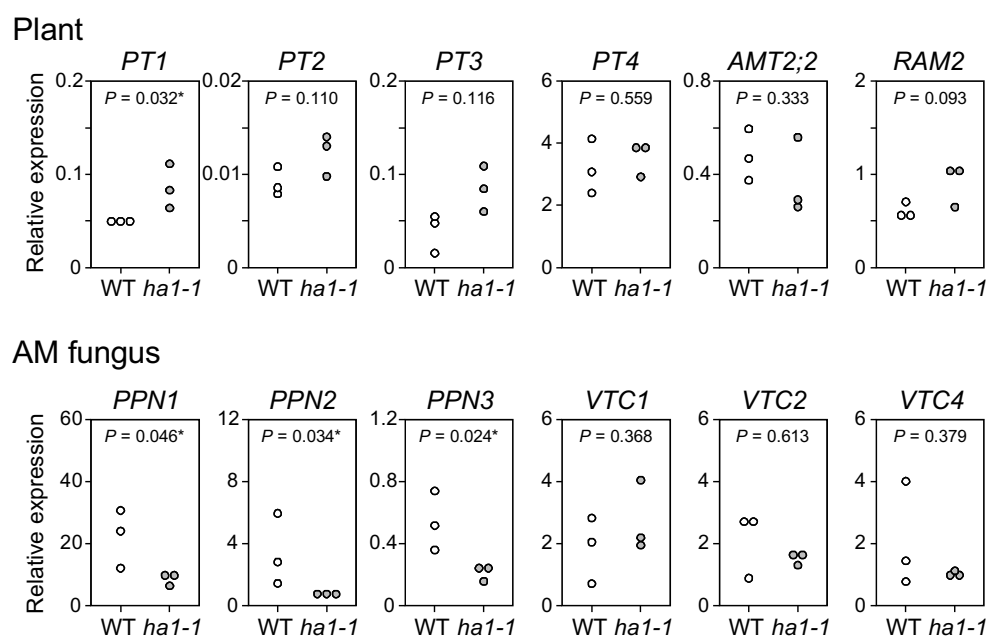 Plant
PT1 PT2 PT3 PT4 AMT2;2 RAM2
0.2 0.02 0.2 6 0.8 2
P = 0.032* P = 0.110 P = 0.116 P = 0.559 P = 0.333 P = 0.093
4
0.1 0.01 0.1 0.4 1
2
0 0 0 0 0 0
Relative expression
WT ha1-1 WT ha1-1 WT ha1-1 WT ha1-1 WT ha1-1 WT ha1-1
AM fungus
PPN1 PPN2 PPN3 VTC1 VTC2 VTC4
60 12 1.2 6 6 6
P = 0.046* P = 0.034* P = 0.024* P = 0.368 P = 0.613 P = 0.379
40 8 0.8 4 4 4
20 4 0.4 2 2 2
0 0 0 0 0 0
Relative expression
WT ha1-1 WT ha1-1 WT ha1-1 WT ha1-1 WT ha1-1 WT ha1-1